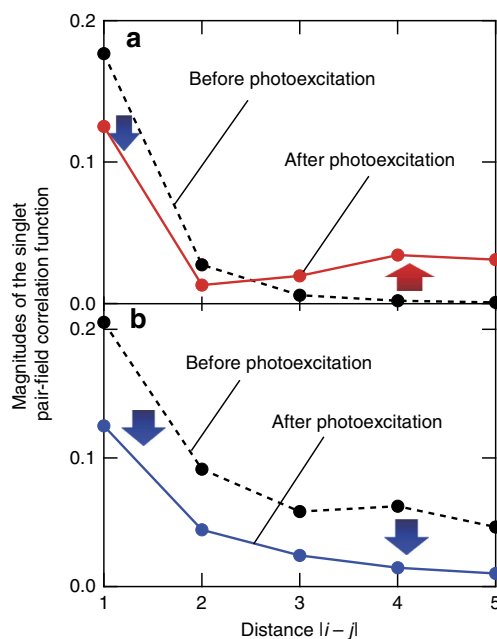 0.2
a
Before photoexcitation
0.1
After photoexcitation
0.0
b
0.2
Before photoexcitation
After photoexcitation
0.1
0.0
1 2 3 4 5
Distance |i – j|
Magnitudes of the singlet
pair-field correlation function